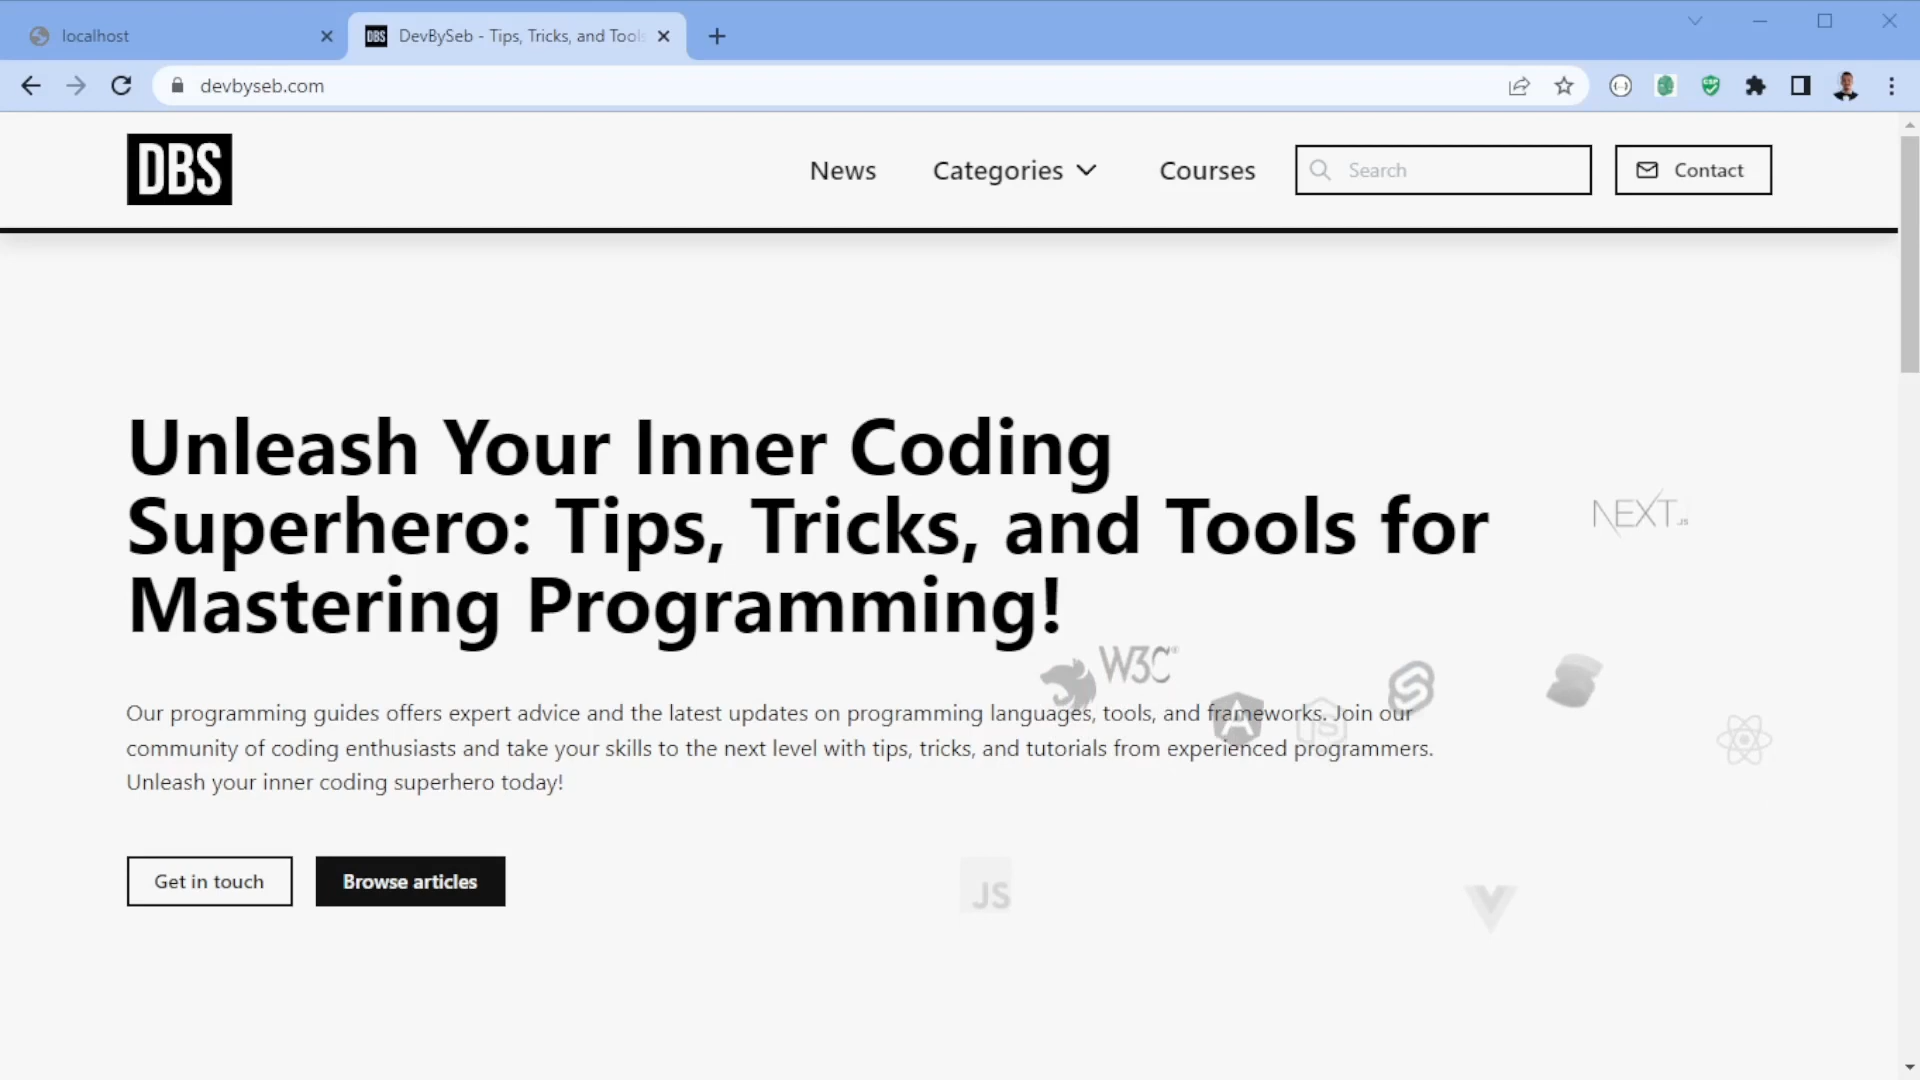 localhost
DevBySeb - Tips, Tricks, and Tools
devbyseb.com
DBS
News
Categories
Courses
Search
Contact
Unleash Your Inner Coding
Superhero: Tips, Tricks, and Tools for
Mastering Programming!
NEXT.JS
W3C®
Our programming guides offers expert advice and the latest updates on programming languages, tools, and frameworks. Join our
community of coding enthusiasts and take your skills to the next level with tips, tricks, and tutorials from experienced programmers.
Unleash your inner coding superhero today!
Get in touch
Browse articles
JS